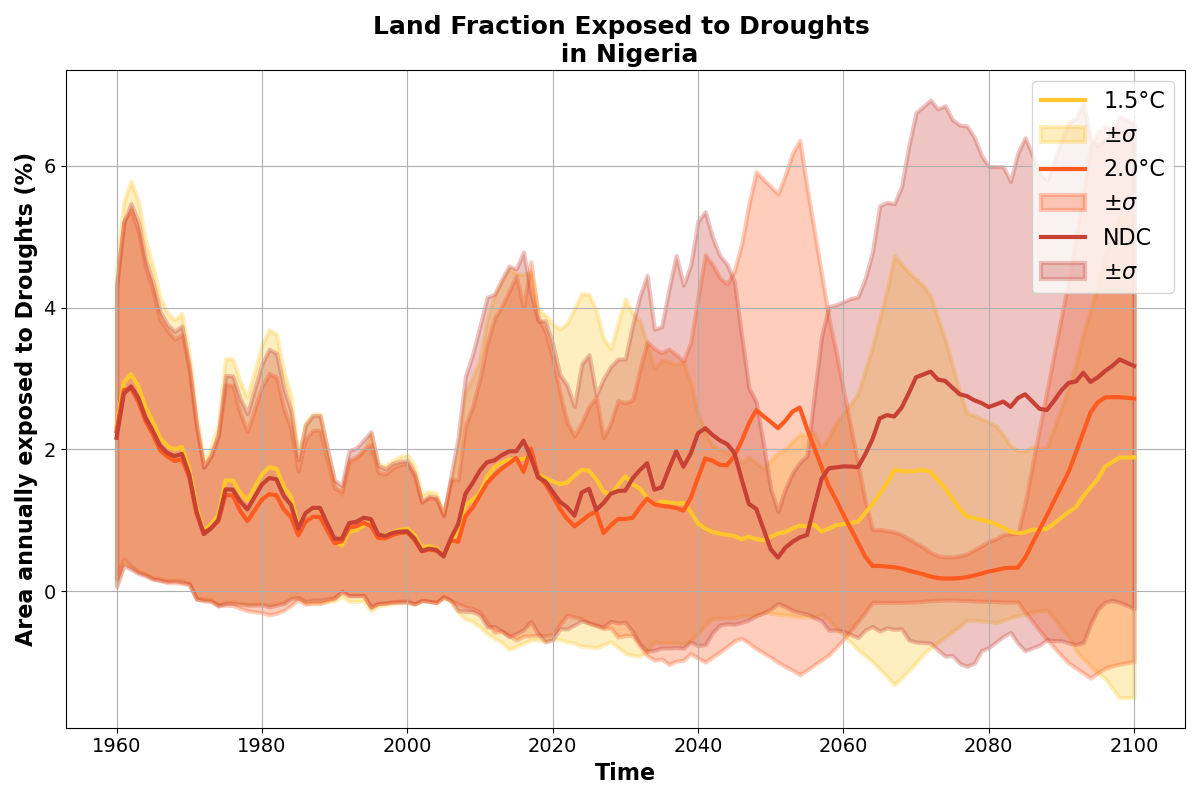 Land Fraction Exposed to Droughts
in Nigeria
Area annually exposed to Droughts (%)
6
4
2
0
1960 1980 2000 2020 2040 2060 2080 2100
Time
1.5°C
±σ
2.0°C
±σ
NDC
±σ